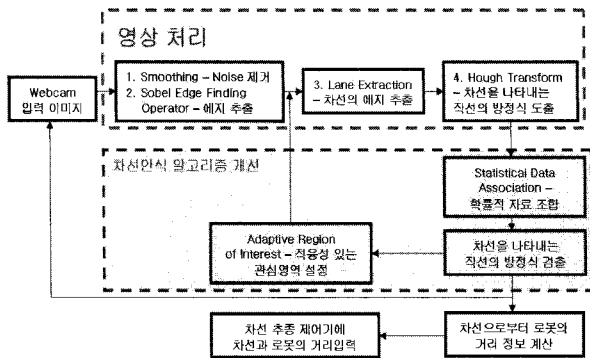 영상 처리
Webcam
입력 이미지
1. Smoothing – Noise 제거
2. Sobel Edge Finding
Operator – 에지 추출
3. Lane Extraction
– 차선의 에지 추출
4. Hough Transform
– 차선을 나타내는
직선의 방정식 도출
차선인식 알고리즘 개선
Statistical Data
Association –
확률적 자료 조합
Adaptive Region
of Interest – 적응성 있는
관심영역 설정
차선을 나타내는
직선의 방정식 검출
차선 추종 제어기에
차선과 로봇의 거리입력
차선으로부터 로봇의
거리 정보 계산